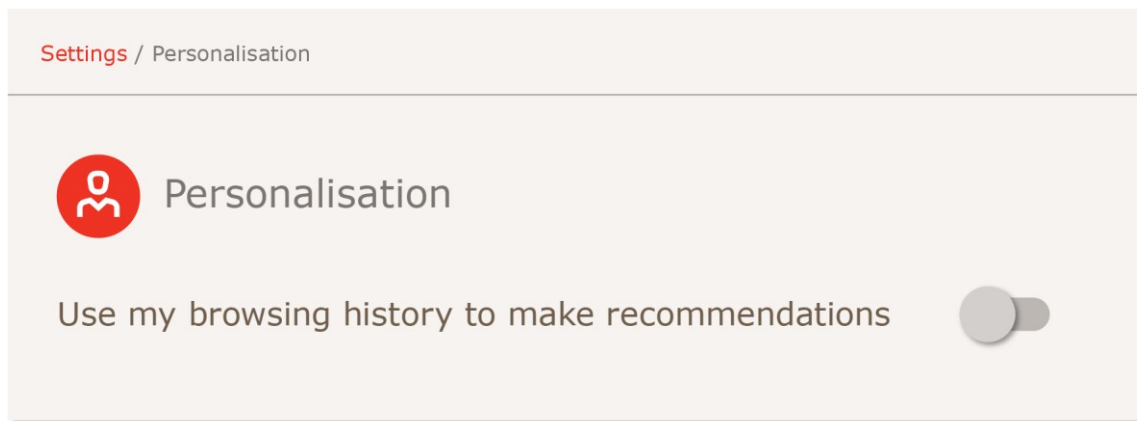 Settings / Personalisation
Personalisation
Use my browsing history to make recommendations